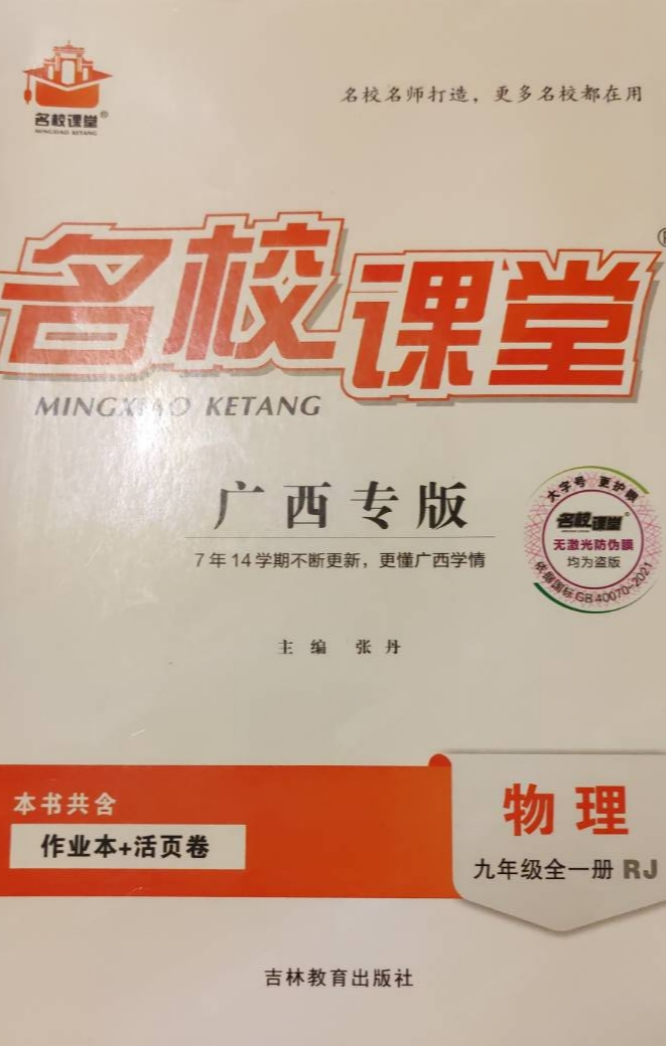 名校课堂®
MINGXIAO KETANG
名校名师打造，更多名校都在用
名校课堂®
MINGXIAO KETANG
广西专版
7年14学期不断更新，更懂广西学情
大字号 更护眼
名校课堂®
无激光防伪膜
均为盗版
依据国标GB 40070-2021
主编 张丹
本书共含
作业本+活页卷
物理
九年级全一册 RJ
吉林教育出版社